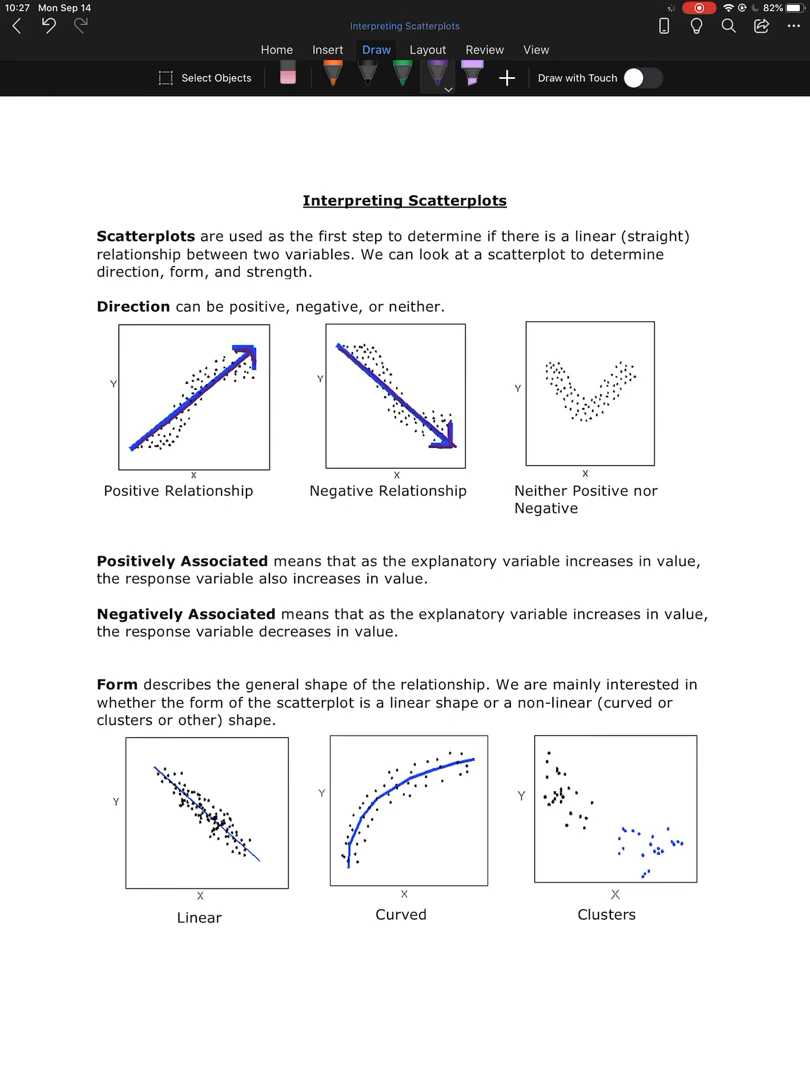 10:27 Mon Sep 14
82%
Interpreting Scatterplots
Home Insert Draw Layout Review View
Select Objects
Draw with Touch
Interpreting Scatterplots
Scatterplots are used as the first step to determine if there is a linear (straight)
relationship between two variables. We can look at a scatterplot to determine
direction, form, and strength.
Direction can be positive, negative, or neither.
Y
X
Positive Relationship
Y
X
Negative Relationship
Y
X
Neither Positive nor
Negative
Positively Associated means that as the explanatory variable increases in value,
the response variable also increases in value.
Negatively Associated means that as the explanatory variable increases in value,
the response variable decreases in value.
Form describes the general shape of the relationship. We are mainly interested in
whether the form of the scatterplot is a linear shape or a non-linear (curved or
clusters or other) shape.
Y
X
Linear
Y
X
Curved
Y
X
Clusters